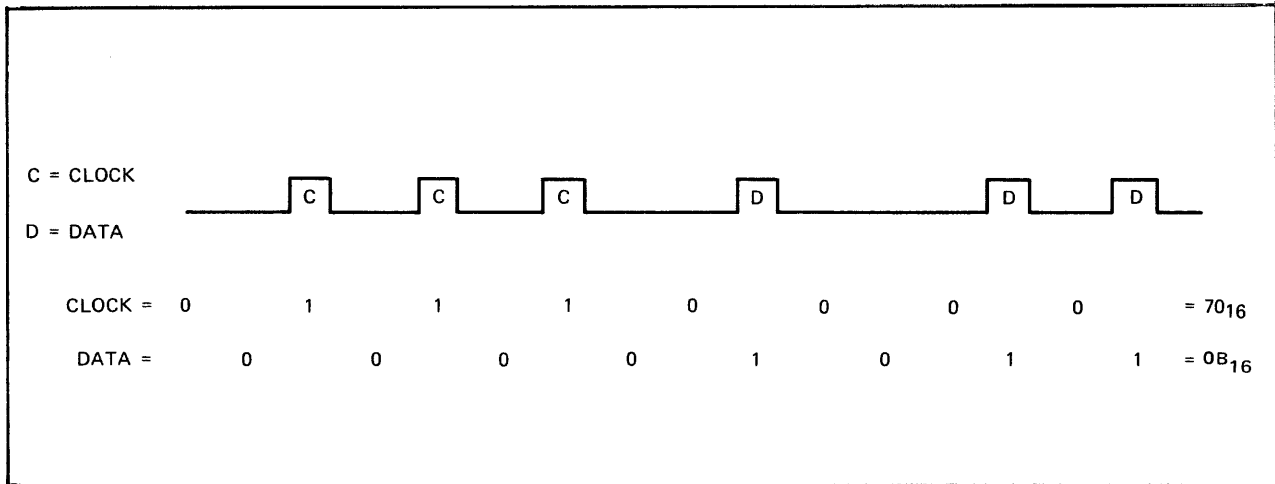 C = CLOCK
C C C D D D
D = DATA
CLOCK = 0 1 1 1 0 0 0 0 = 70₁₆
DATA = 0 0 0 0 1 0 1 1 = 0B₁₆